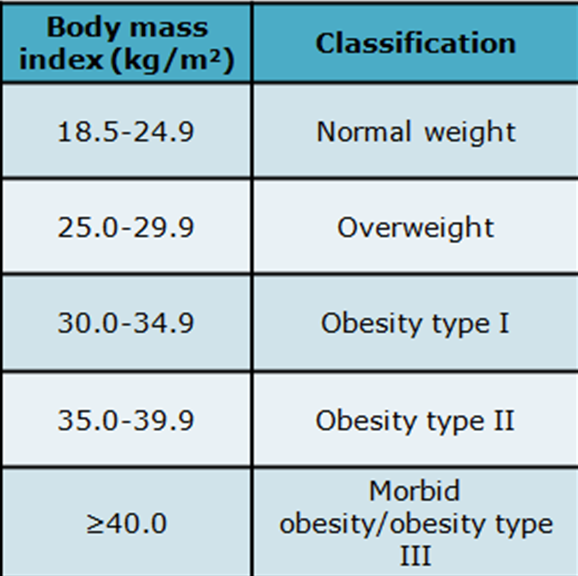 Body mass
index (kg/m²)
Classification
18.5-24.9
Normal weight
25.0-29.9
Overweight
30.0-34.9
Obesity type I
35.0-39.9
Obesity type II
≥40.0
Morbid
obesity/obesity type
III